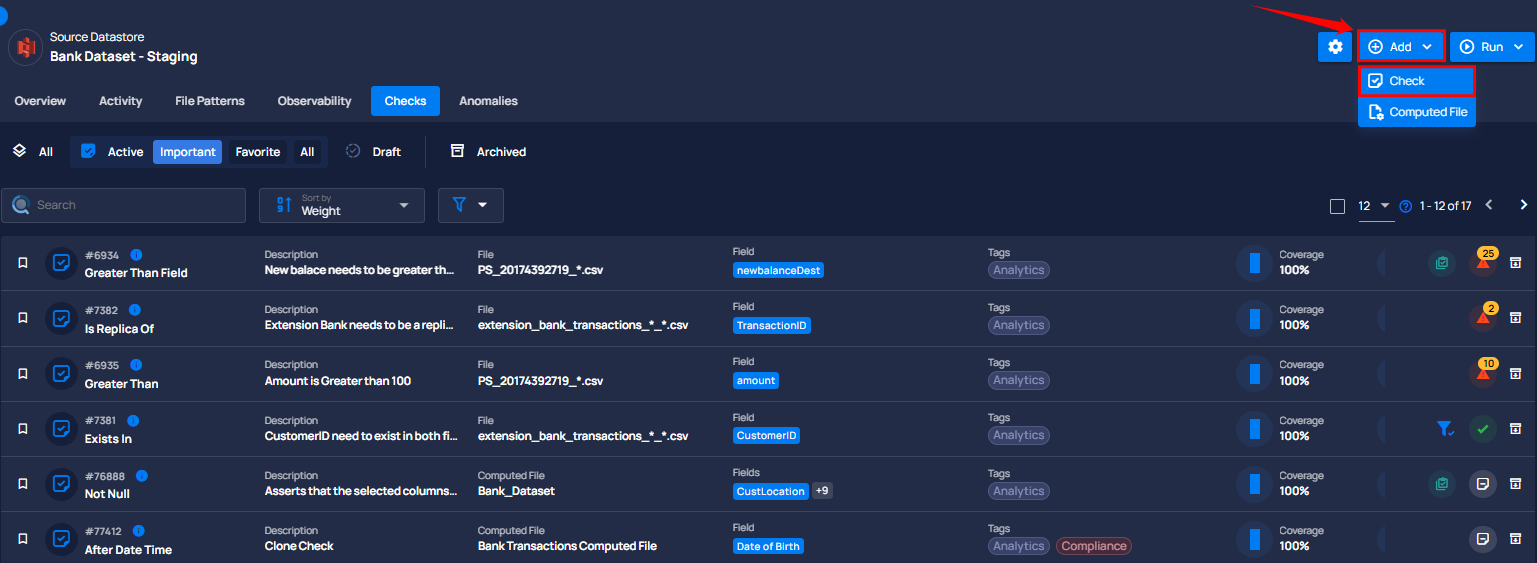 Source Datastore
Bank Dataset - Staging
Add
Run
Check
Computed File
Overview Activity File Patterns Observability Checks Anomalies
All Active Important Favorite All Draft Archived
Search
Sort by
Weight
12 1 - 12 of 17
#6934 Description File Field Tags Coverage 25
Greater Than Field New balace needs to be greater th... PS_20174392719_*.csv newbalanceDest Analytics 100%
#7382 Description File Field Tags Coverage 2
Is Replica Of Extension Bank needs to be a repli... extension_bank_transactions_*_*.csv TransactionID Analytics 100%
#6935 Description File Field Tags Coverage 10
Greater Than Amount is Greater than 100 PS_20174392719_*.csv amount Analytics 100%
#7381 Description File Field Tags Coverage
Exists In CustomerID need to exist in both fi... extension_bank_transactions_*_*.csv CustomerID Analytics 100%
#76888 Description Computed File Fields Tags Coverage
Not Null Asserts that the selected columns... Bank_Dataset CustLocation +9 Analytics 100%
#77412 Description Computed File Field Tags Coverage
After Date Time Clone Check Bank Transactions Computed File Date of Birth Analytics Compliance 100%